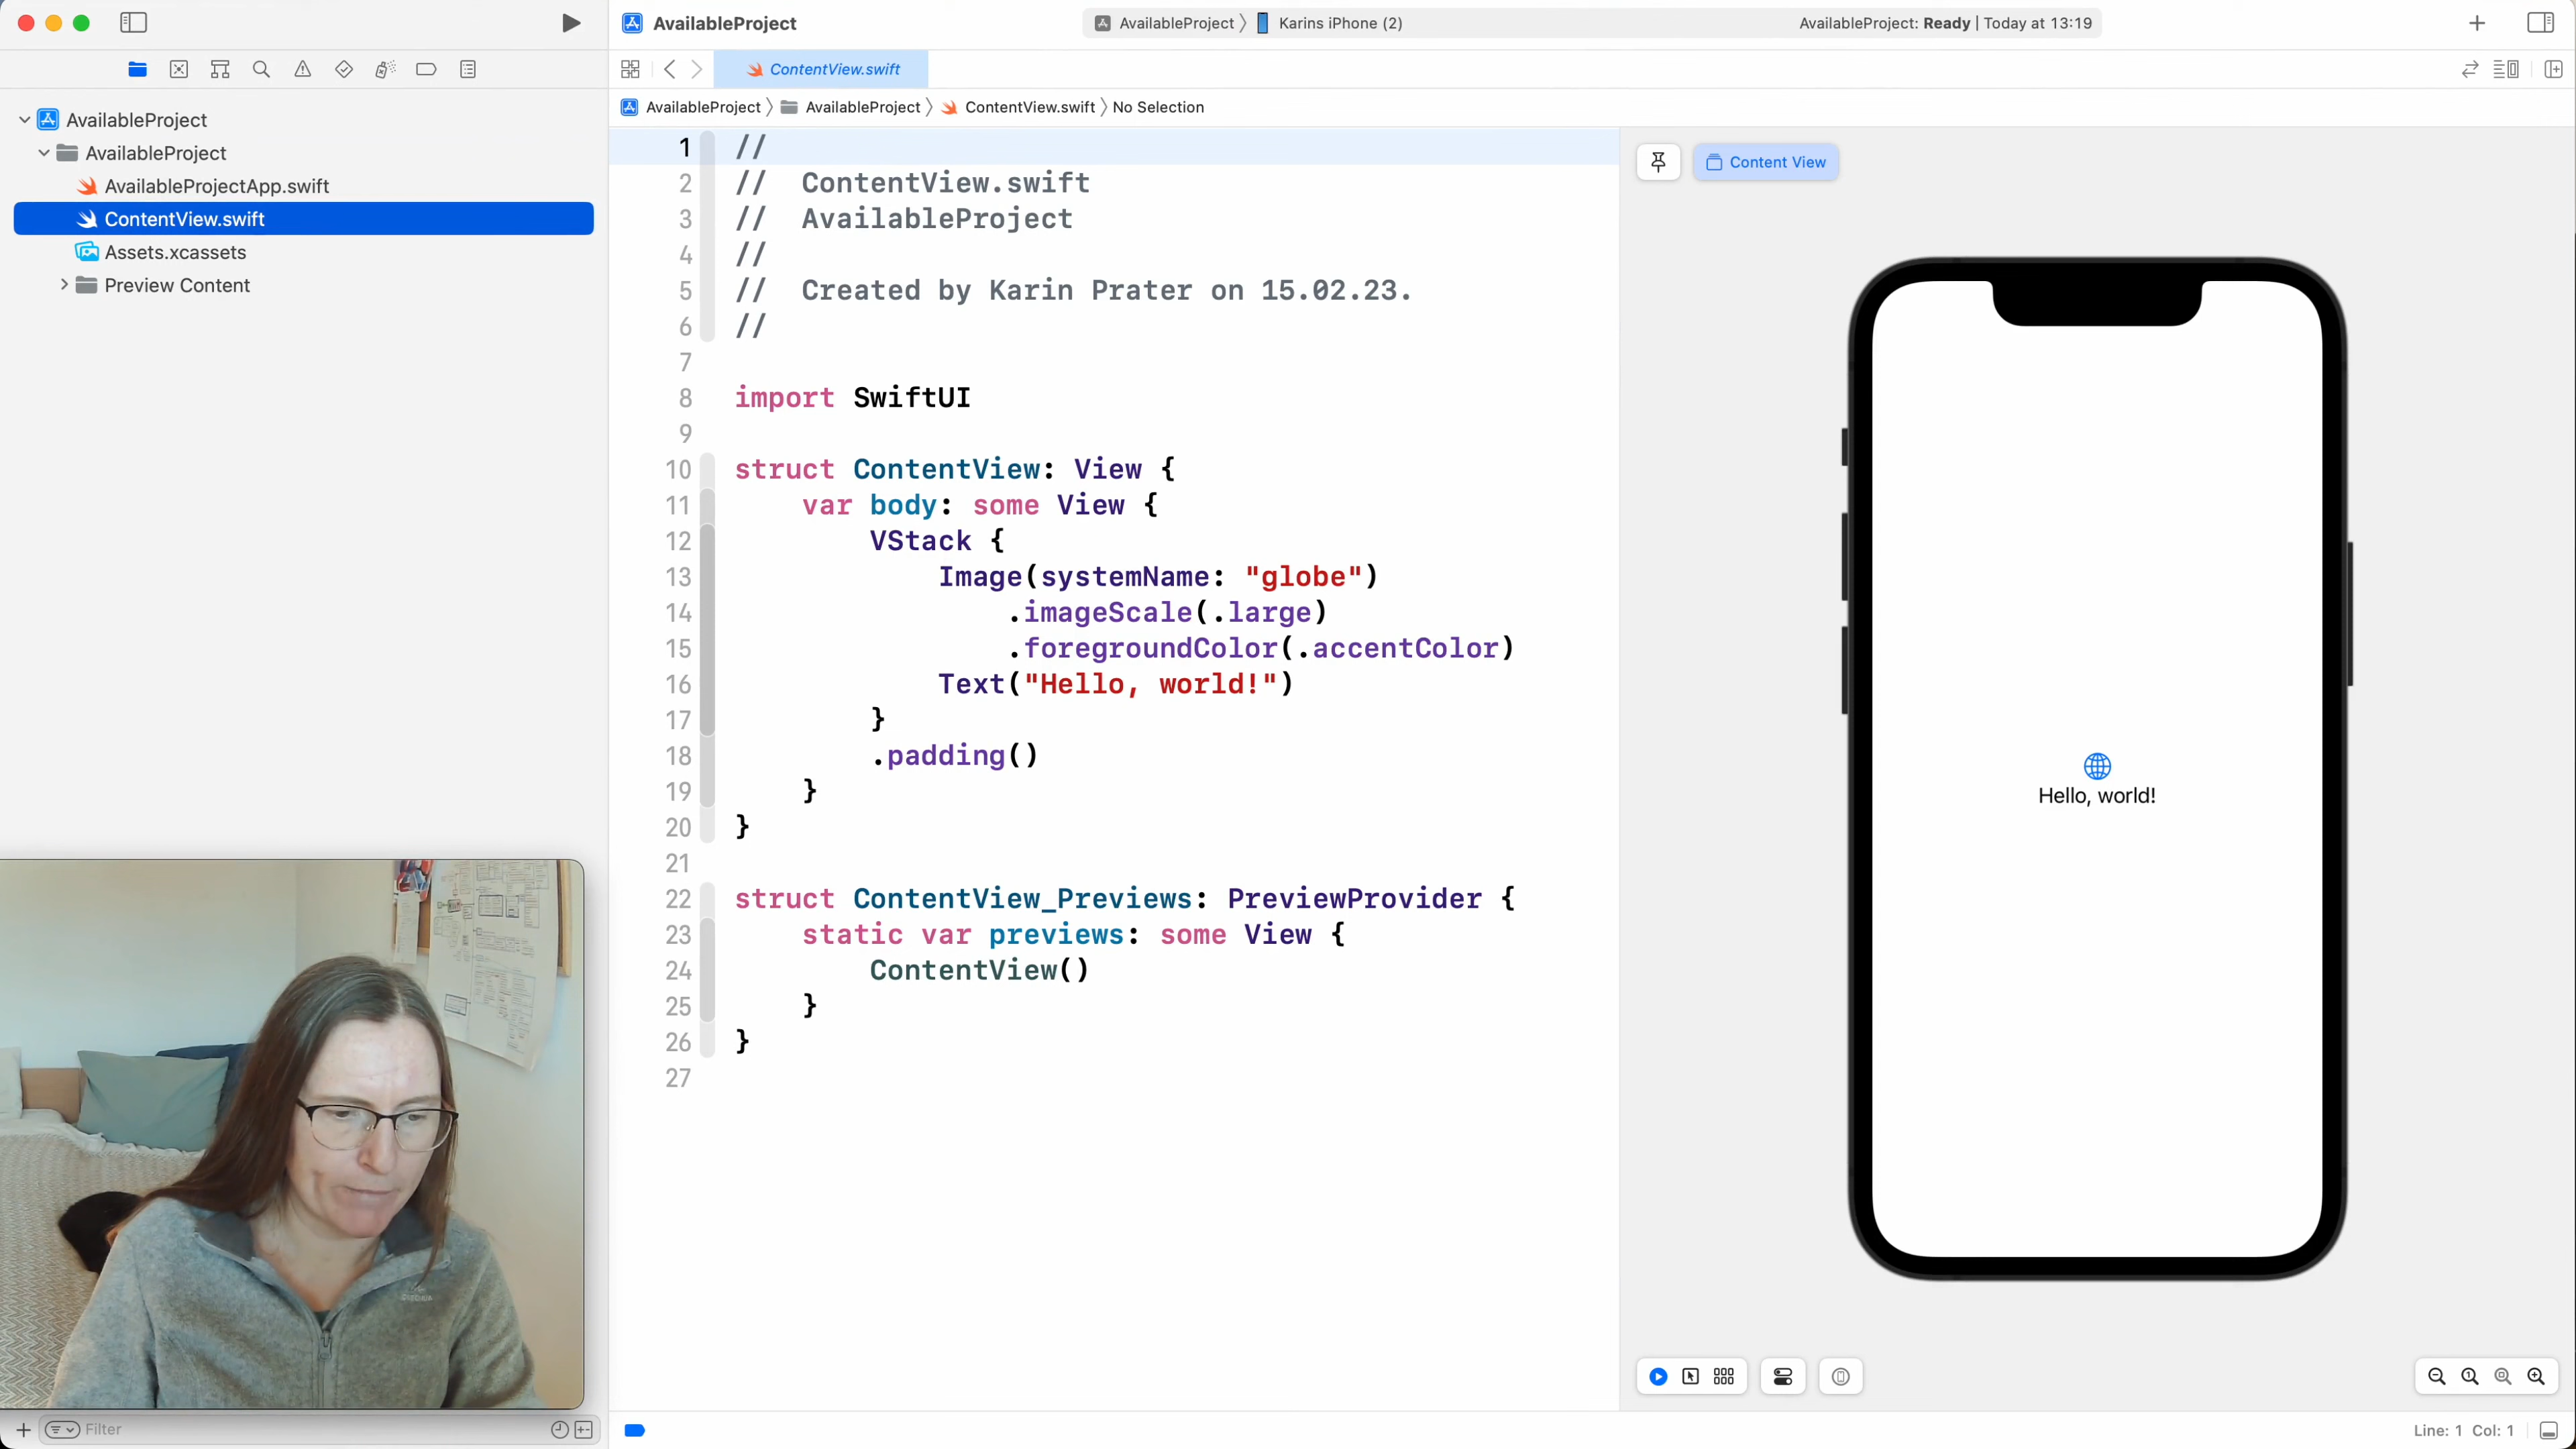 AvailableProject
AvailableProject
Karins iPhone (2)
AvailableProject: Ready | Today at 13:19
ContentView.swift
AvailableProject
AvailableProject
ContentView.swift
No Selection
AvailableProject
AvailableProject
AvailableProjectApp.swift
ContentView.swift
Assets.xcassets
Preview Content
1 //
2 //  ContentView.swift
3 //  AvailableProject
4 //
5 //  Created by Karin Prater on 15.02.23.
6 //
7
8 import SwiftUI
9
10 struct ContentView: View {
11     var body: some View {
12         VStack {
13             Image(systemName: "globe")
14                 .imageScale(.large)
15                 .foregroundColor(.accentColor)
16             Text("Hello, world!")
17         }
18         .padding()
19     }
20 }
21
22 struct ContentView_Previews: PreviewProvider {
23     static var previews: some View {
24         ContentView()
25     }
26 }
27
Content View
Hello, world!
Filter
Line: 1 Col: 1